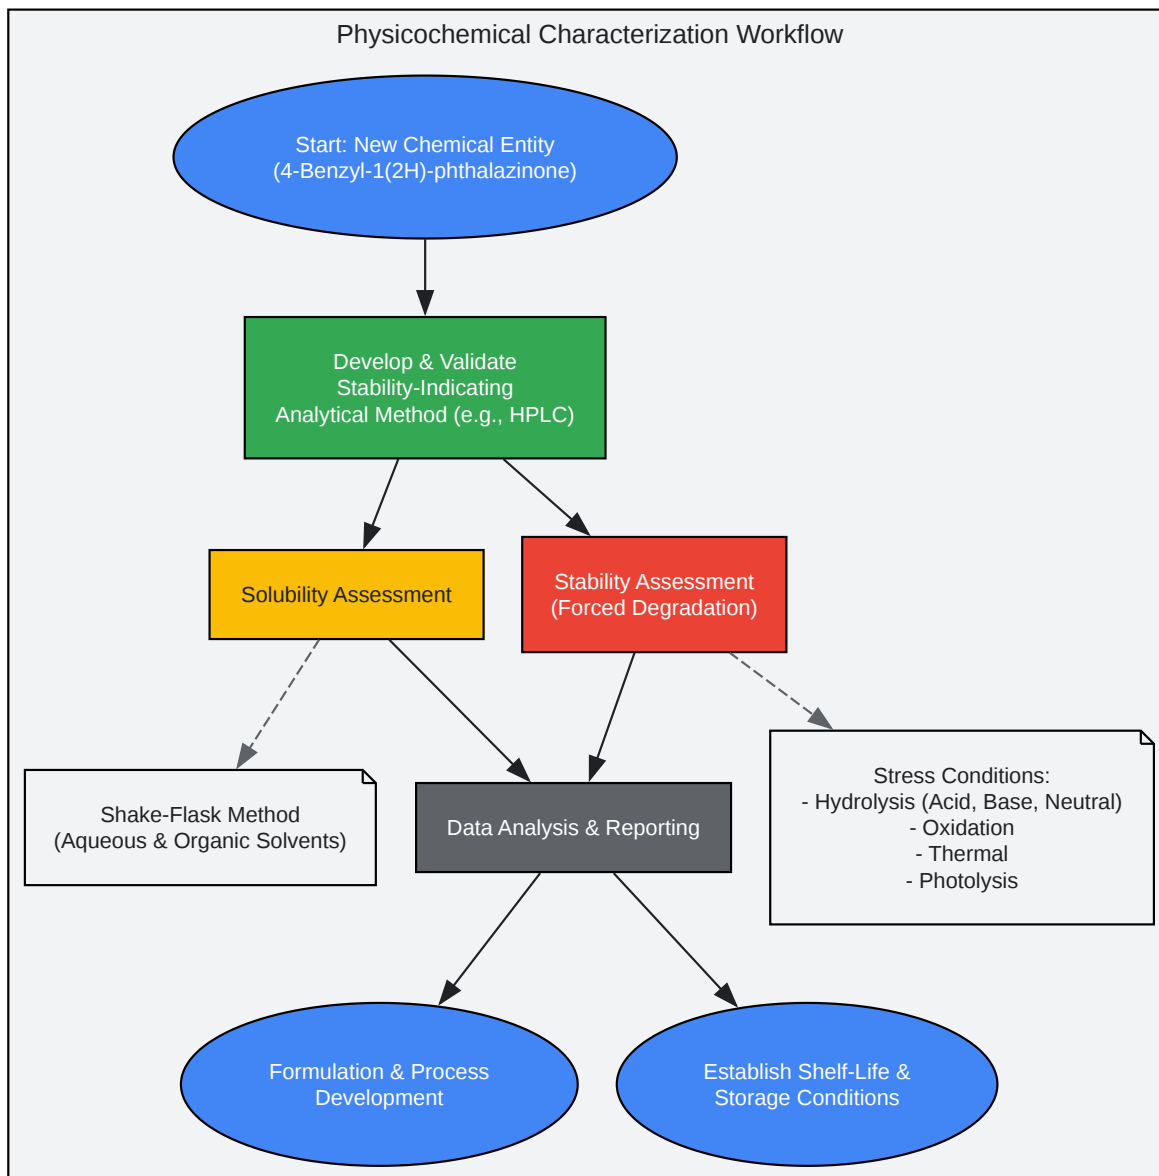 Physicochemical Characterization Workflow
Start: New Chemical Entity
(4-Benzyl-1(2H)-phthalazinone)
Develop & Validate
Stability-Indicating
Analytical Method (e.g., HPLC)
Solubility Assessment
Stability Assessment
(Forced Degradation)
Shake-Flask Method
(Aqueous & Organic Solvents)
Data Analysis & Reporting
Stress Conditions:
- Hydrolysis (Acid, Base, Neutral)
- Oxidation
- Thermal
- Photolysis
Formulation & Process
Development
Establish Shelf-Life &
Storage Conditions